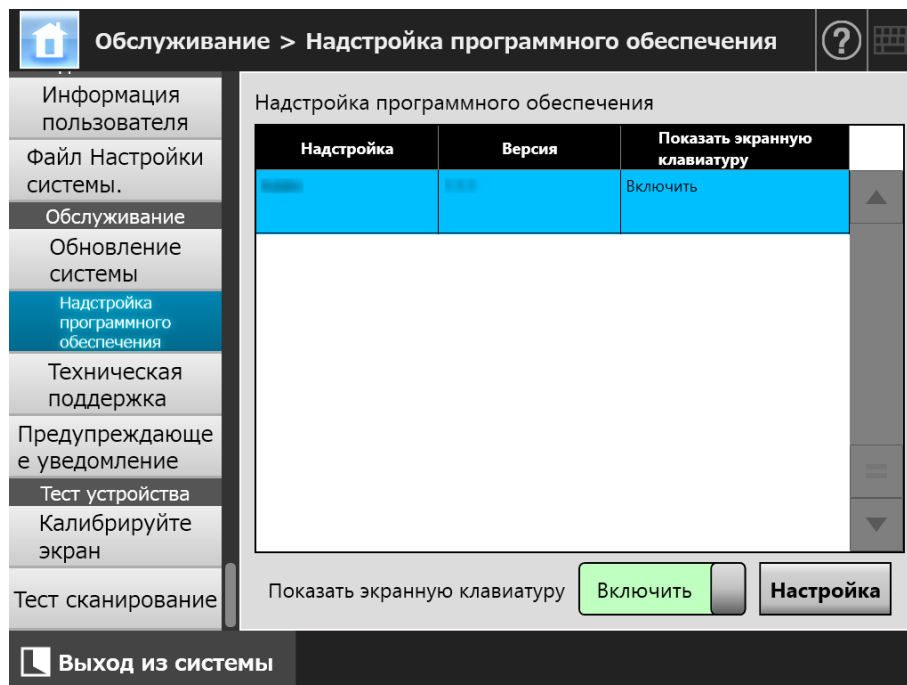 Обслуживание > Надстройка программного обеспечения
?
Информация
пользователя
Файл Настройки
системы.
Обслуживание
Обновление
системы
Надстройка
программного
обеспечения
Техническая
поддержка
Предупреждающе
е уведомление
Тест устройства
Калибрируйте
экран
Тест сканирование
Надстройка программного обеспечения
Надстройка Версия Показать экранную
клавиатуру
Включить
Показать экранную клавиатуру Включить Настройка
Выход из системы